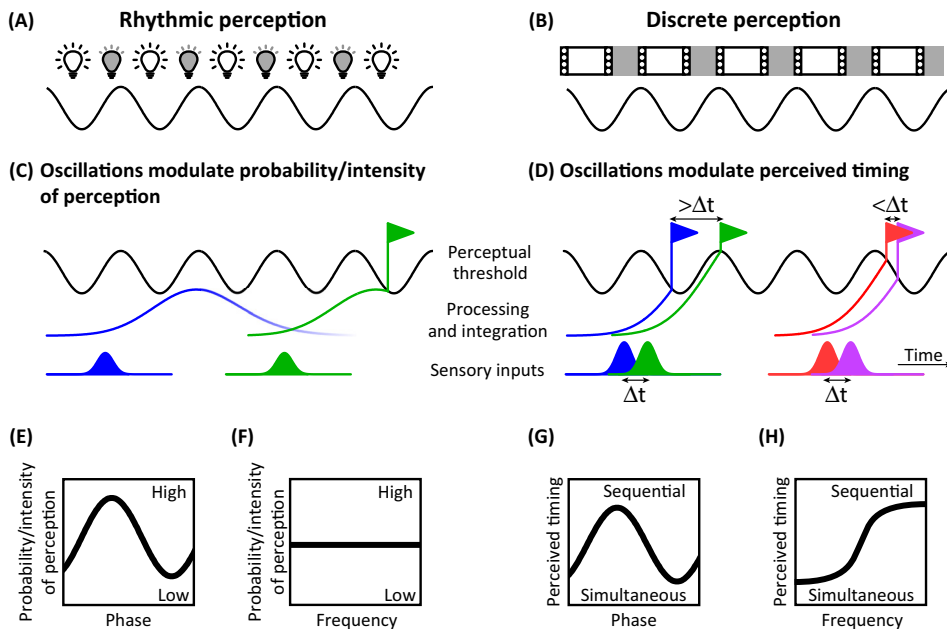 (A) Rhythmic perception
(B) Discrete perception
(C) Oscillations modulate probability/intensity
of perception
(D) Oscillations modulate perceived timing
>Δt
<Δt
Perceptual
threshold
Processing
and integration
Sensory inputs
Δt
Δt
Time
(E)
Probability/intensity
of perception
High
Low
Phase
(F)
Probability/intensity
of perception
High
Low
Frequency
(G)
Perceived timing
Sequential
Simultaneous
Phase
(H)
Perceived timing
Sequential
Simultaneous
Frequency